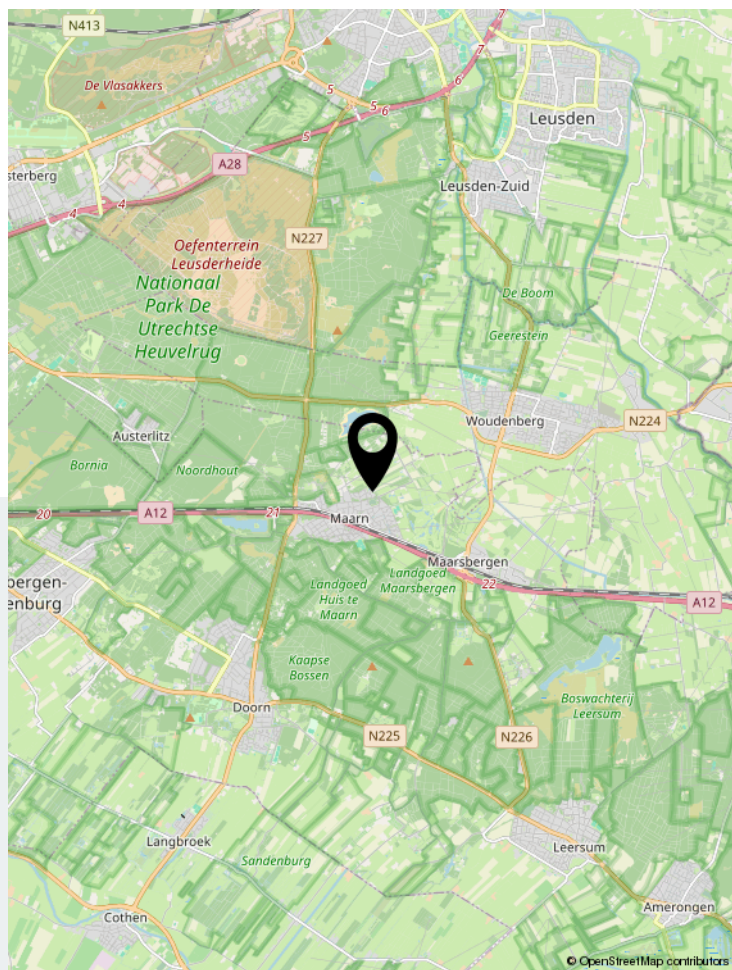 N413
7
De Vlasakkers
7
5
6
5
6
Leusden
5
A28
sterberg
Leusden-Zuid
4
4
N227
Oefenterrein
Leusderheide
Nationaal
Park De
Utrechtse
Heuvelrug
De Boom
Geerestein
Woudenberg
N224
Austerlitz
Bornia
Noordhout
20
A12
21
Maarn
Maarsbergen
bergen-
enburg
Landgoed
Huis te
Maarn
Landgoed
Maarsbergen
22
A12
Kaapse
Bossen
Doorn
Boswachterij
Leersum
N225
N226
Langbroek
Sandenburg
Leersum
Amerongen
Cothen
© OpenStreetMap contributors